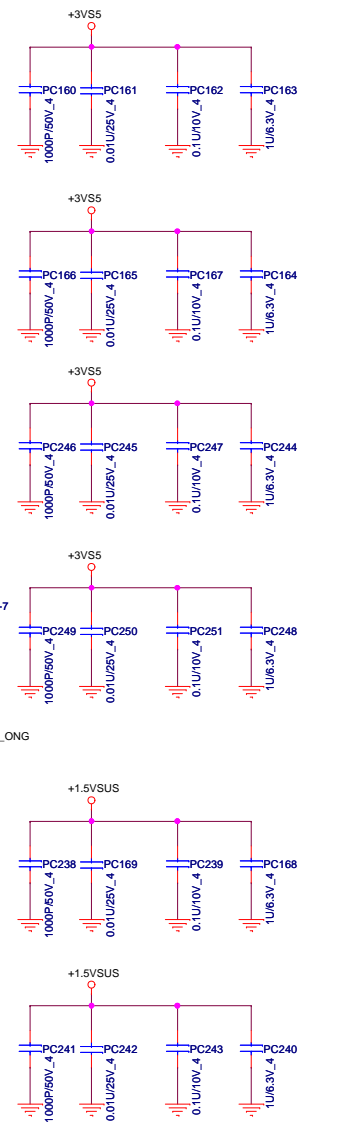 +3VS5
PC160
PC161
PC162
PC163
1000P/50V_4
0.01U/25V_4
0.1U/10V_4
1U/6.3V_4
+3VS5
PC166
PC165
PC167
PC164
1000P/50V_4
0.01U/25V_4
0.1U/10V_4
1U/6.3V_4
+3VS5
PC246
PC245
PC247
PC244
1000P/50V_4
0.01U/25V_4
0.1U/10V_4
1U/6.3V_4
+3VS5
-7
PC249
PC250
PC251
PC248
1000P/50V_4
0.01U/25V_4
0.1U/10V_4
1U/6.3V_4
_ONG
+1.5VSUS
PC238
PC169
PC239
PC168
1000P/50V_4
0.01U/25V_4
0.1U/10V_4
1U/6.3V_4
+1.5VSUS
PC241
PC242
PC243
PC240
1000P/50V_4
0.01U/25V_4
0.1U/10V_4
1U/6.3V_4